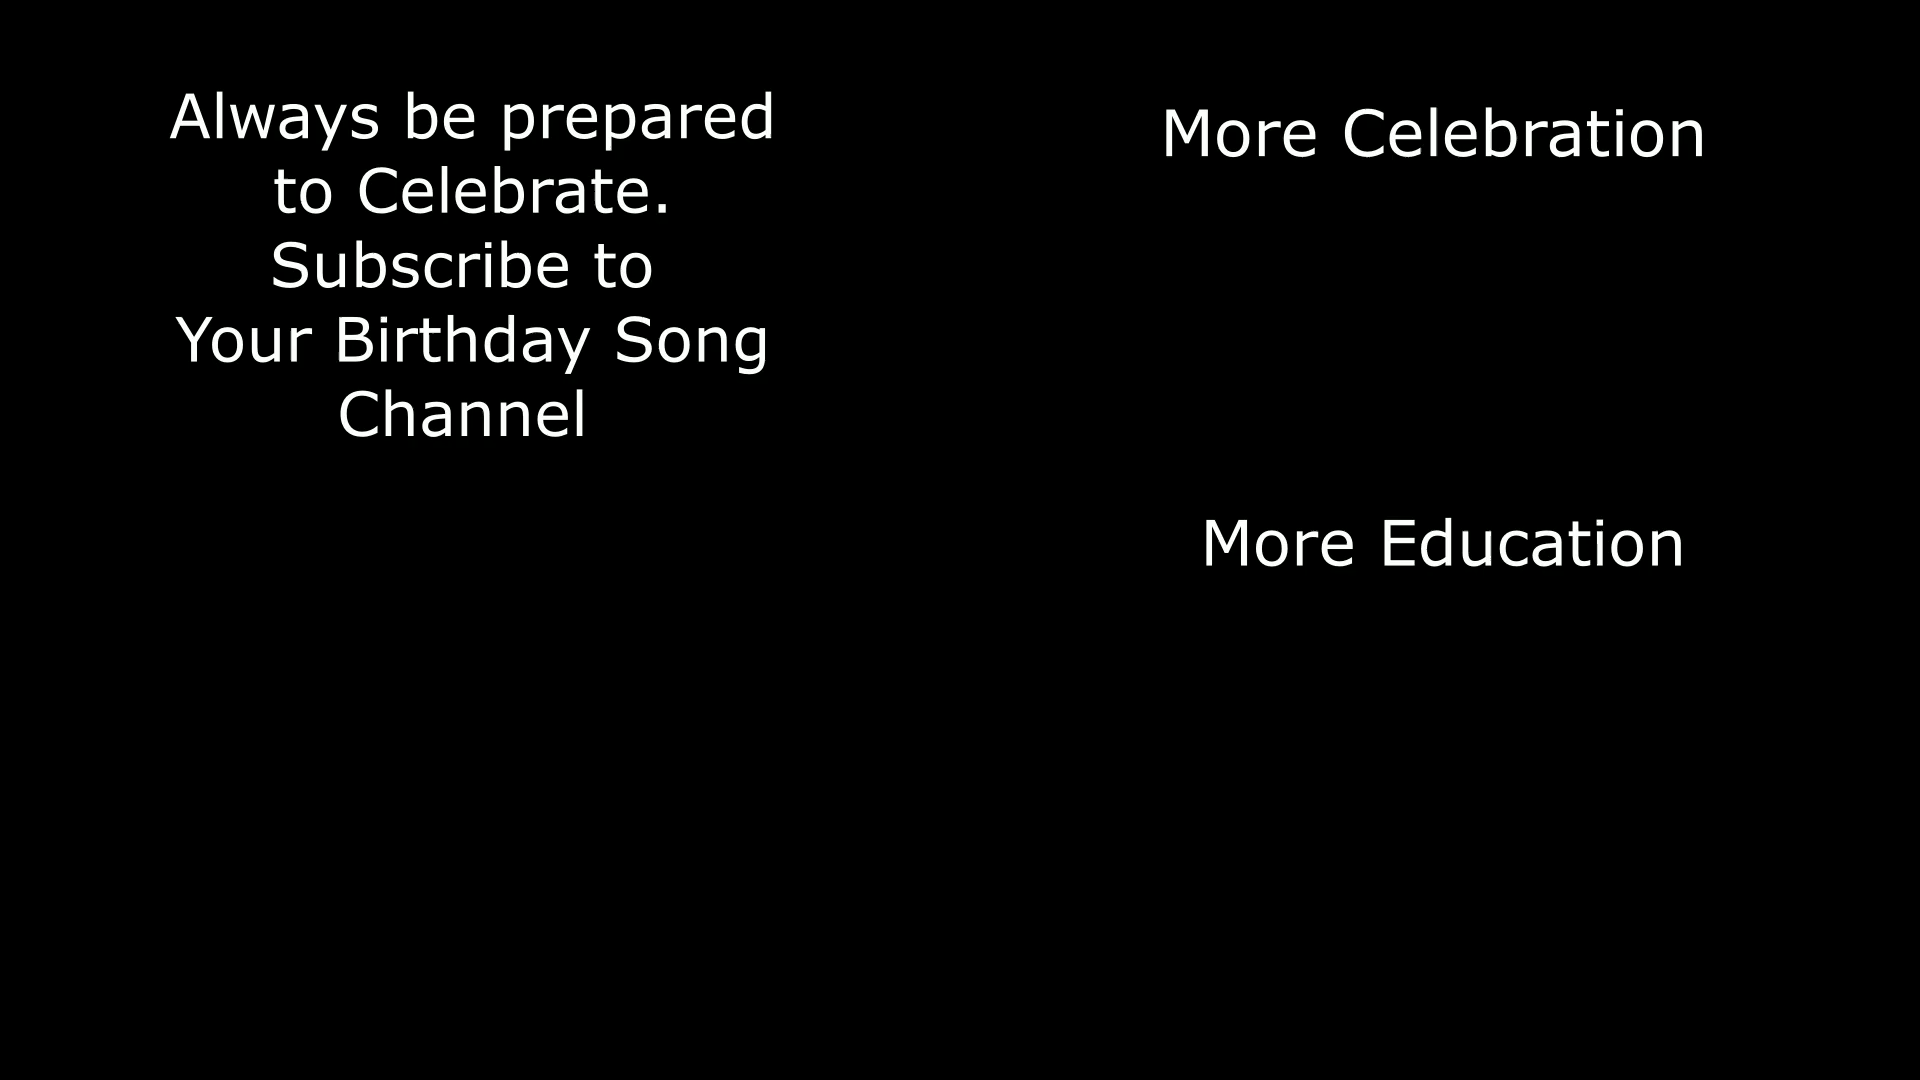 Always be prepared
to Celebrate.
Subscribe to
Your Birthday Song
Channel
More Celebration
More Education